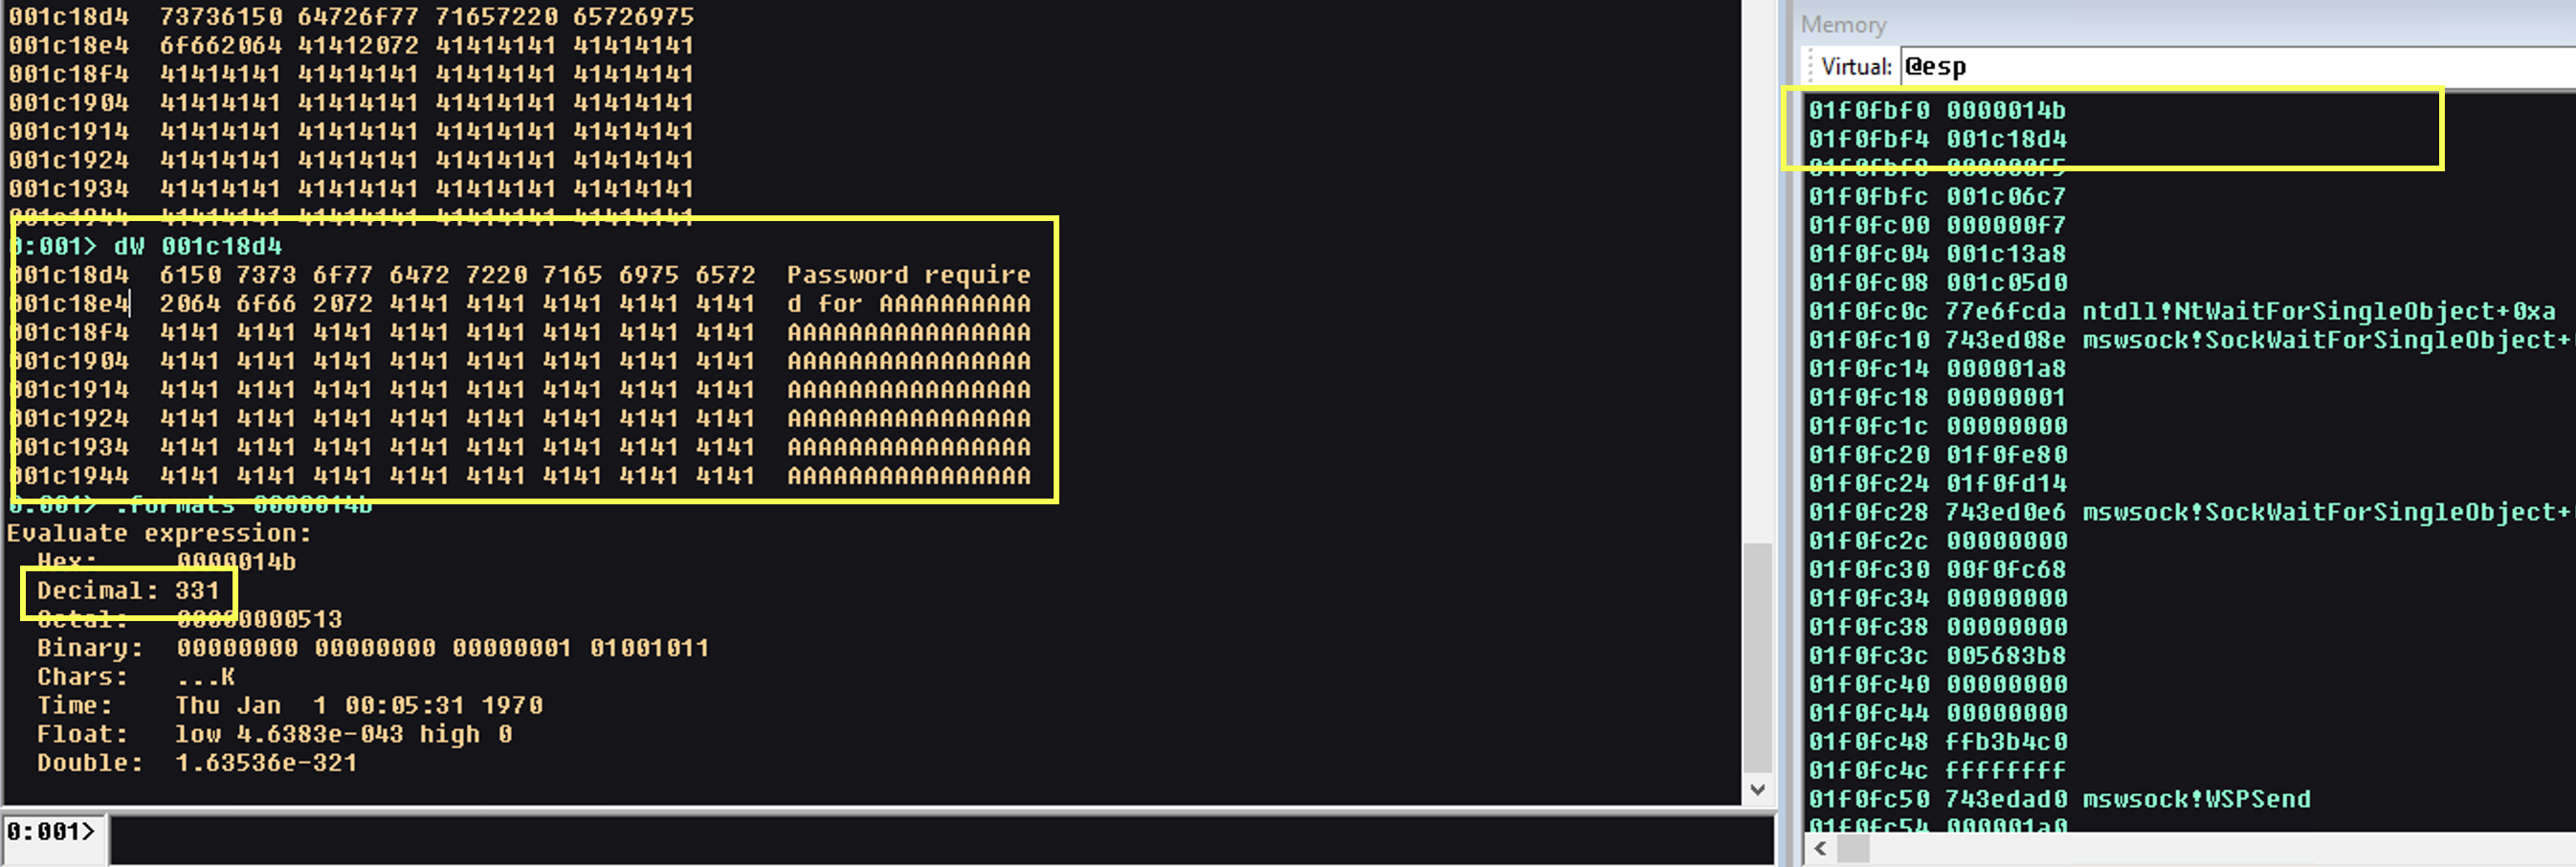 001c18d4  73736150 64726f77 71657220 65726975
001c18e4  6f662064 41412072 41414141 41414141
001c18f4  41414141 41414141 41414141 41414141
001c1904  41414141 41414141 41414141 41414141
001c1914  41414141 41414141 41414141 41414141
001c1924  41414141 41414141 41414141 41414141
001c1934  41414141 41414141 41414141 41414141
001c1944  41414141 41414141 41414141 41414141
0:001> dW 001c18d4
001c18d4  6150 7373 6f77 6472 7220 7165 6975 6572  Password require
001c18e4  2064 6f66 2072 4141 4141 4141 4141 4141  d for AAAAAAAAAA
001c18f4  4141 4141 4141 4141 4141 4141 4141 4141  AAAAAAAAAAAAAAAA
001c1904  4141 4141 4141 4141 4141 4141 4141 4141  AAAAAAAAAAAAAAAA
001c1914  4141 4141 4141 4141 4141 4141 4141 4141  AAAAAAAAAAAAAAAA
001c1924  4141 4141 4141 4141 4141 4141 4141 4141  AAAAAAAAAAAAAAAA
001c1934  4141 4141 4141 4141 4141 4141 4141 4141  AAAAAAAAAAAAAAAA
001c1944  4141 4141 4141 4141 4141 4141 4141 4141  AAAAAAAAAAAAAAAA
0:001> .formats 0000014b
Evaluate expression:
Hex:     0000014b
Decimal: 331
Octal:   00000000513
Binary:  00000000 00000000 00000001 01001011
Chars:   ...K
Time:    Thu Jan  1 00:05:31 1970
Float:   low 4.6383e-043 high 0
Double:  1.63536e-321
0:001>
Memory
Virtual: @esp
01f0fbf0 0000014b
01f0fbf4 001c18d4
01f0fbf8 000000f5
01f0fbfc 001c06c7
01f0fc00 000000f7
01f0fc04 001c13a8
01f0fc08 001c05d0
01f0fc0c 77e6fcda ntdll!NtWaitForSingleObject+0xa
01f0fc10 743ed08e mswsock!SockWaitForSingleObject+
01f0fc14 000001a8
01f0fc18 00000001
01f0fc1c 00000000
01f0fc20 01f0fe80
01f0fc24 01f0fd14
01f0fc28 743ed0e6 mswsock!SockWaitForSingleObject+
01f0fc2c 00000000
01f0fc30 00f0fc68
01f0fc34 00000000
01f0fc38 00000000
01f0fc3c 005683b8
01f0fc40 00000000
01f0fc44 00000000
01f0fc48 ffb3b4c0
01f0fc4c ffffffff
01f0fc50 743edad0 mswsock!WSPSend
01f0fc54 000001a0